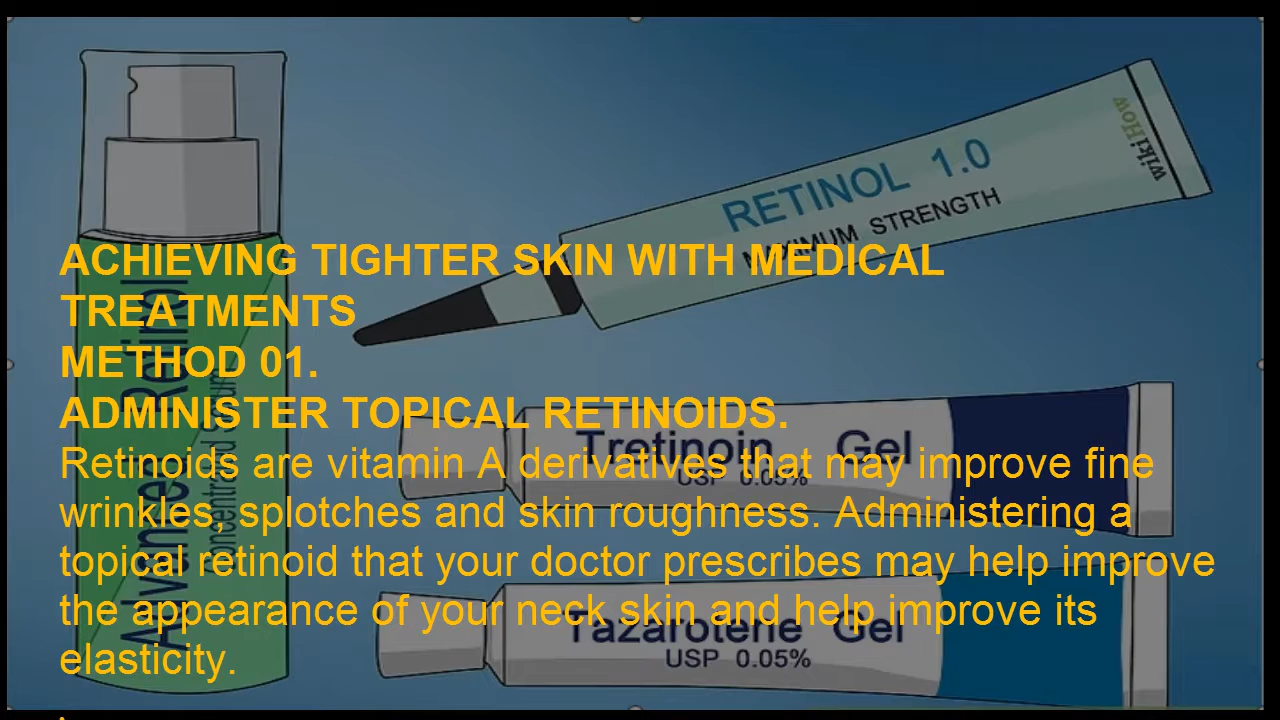 RETINOL 1.0
MAXIMUM STRENGTH
wikiHow
ACHIEVING TIGHTER SKIN WITH MEDICAL
TREATMENTS
METHOD 01.
ADMINISTER TOPICAL RETINOIDS.
Retinoids are vitamin A derivatives that may improve fine
wrinkles, splotches and skin roughness. Administering a
topical retinoid that your doctor prescribes may help improve
the appearance of your neck skin and help improve its
elasticity.
Tretinoin Gel
USP 0.05%
Tazarotene Gel
USP 0.05%